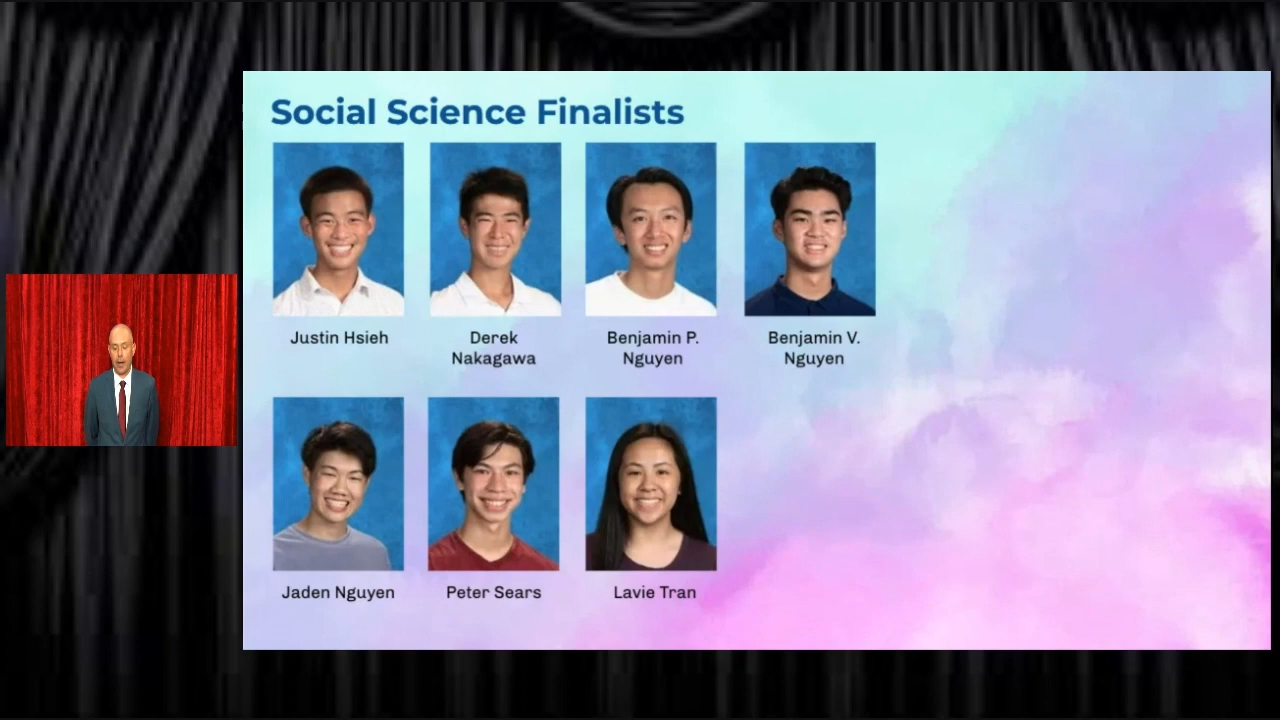 Social Science Finalists
Justin Hsieh
Derek
Nakagawa
Benjamin P.
Nguyen
Benjamin V.
Nguyen
Jaden Nguyen
Peter Sears
Lavie Tran